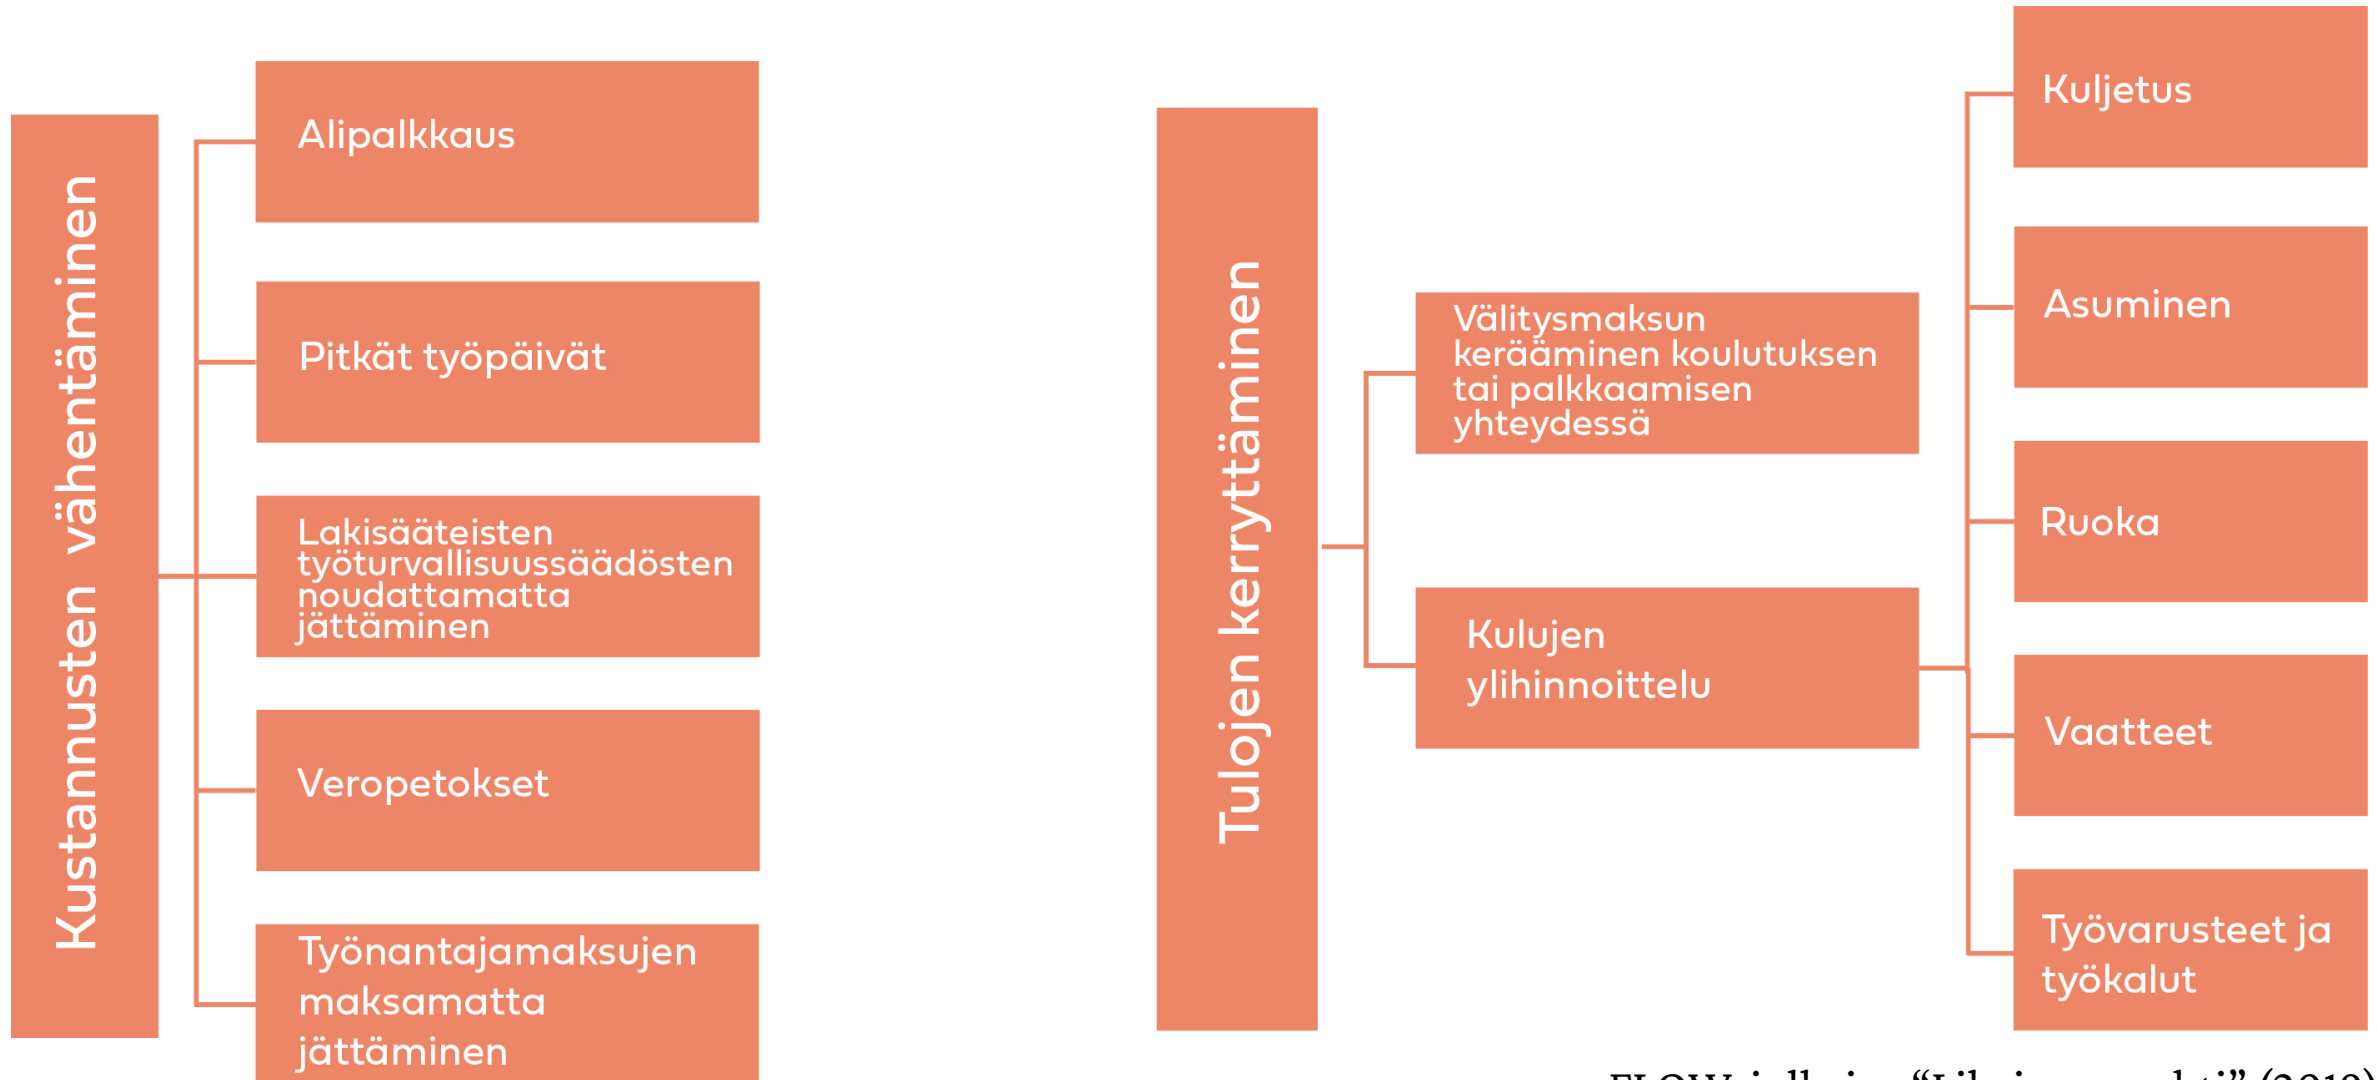 Kustannusten vähentäminen
Alipalkkaus
Pitkät työpäivät
Lakisääteisten
työturvallisuussäädösten
noudattamatta
jättäminen
Veropetokset
Työnantajamaksujen
maksamatta
jättäminen
Tulojen kerryttäminen
Välitysmaksun
kerääminen koulutuksen
tai palkkaamisen
yhteydessä
Kulujen
ylihinnoittelu
Kuljetus
Asuminen
Ruoka
Vaatteet
Työvarusteet ja
työkalut